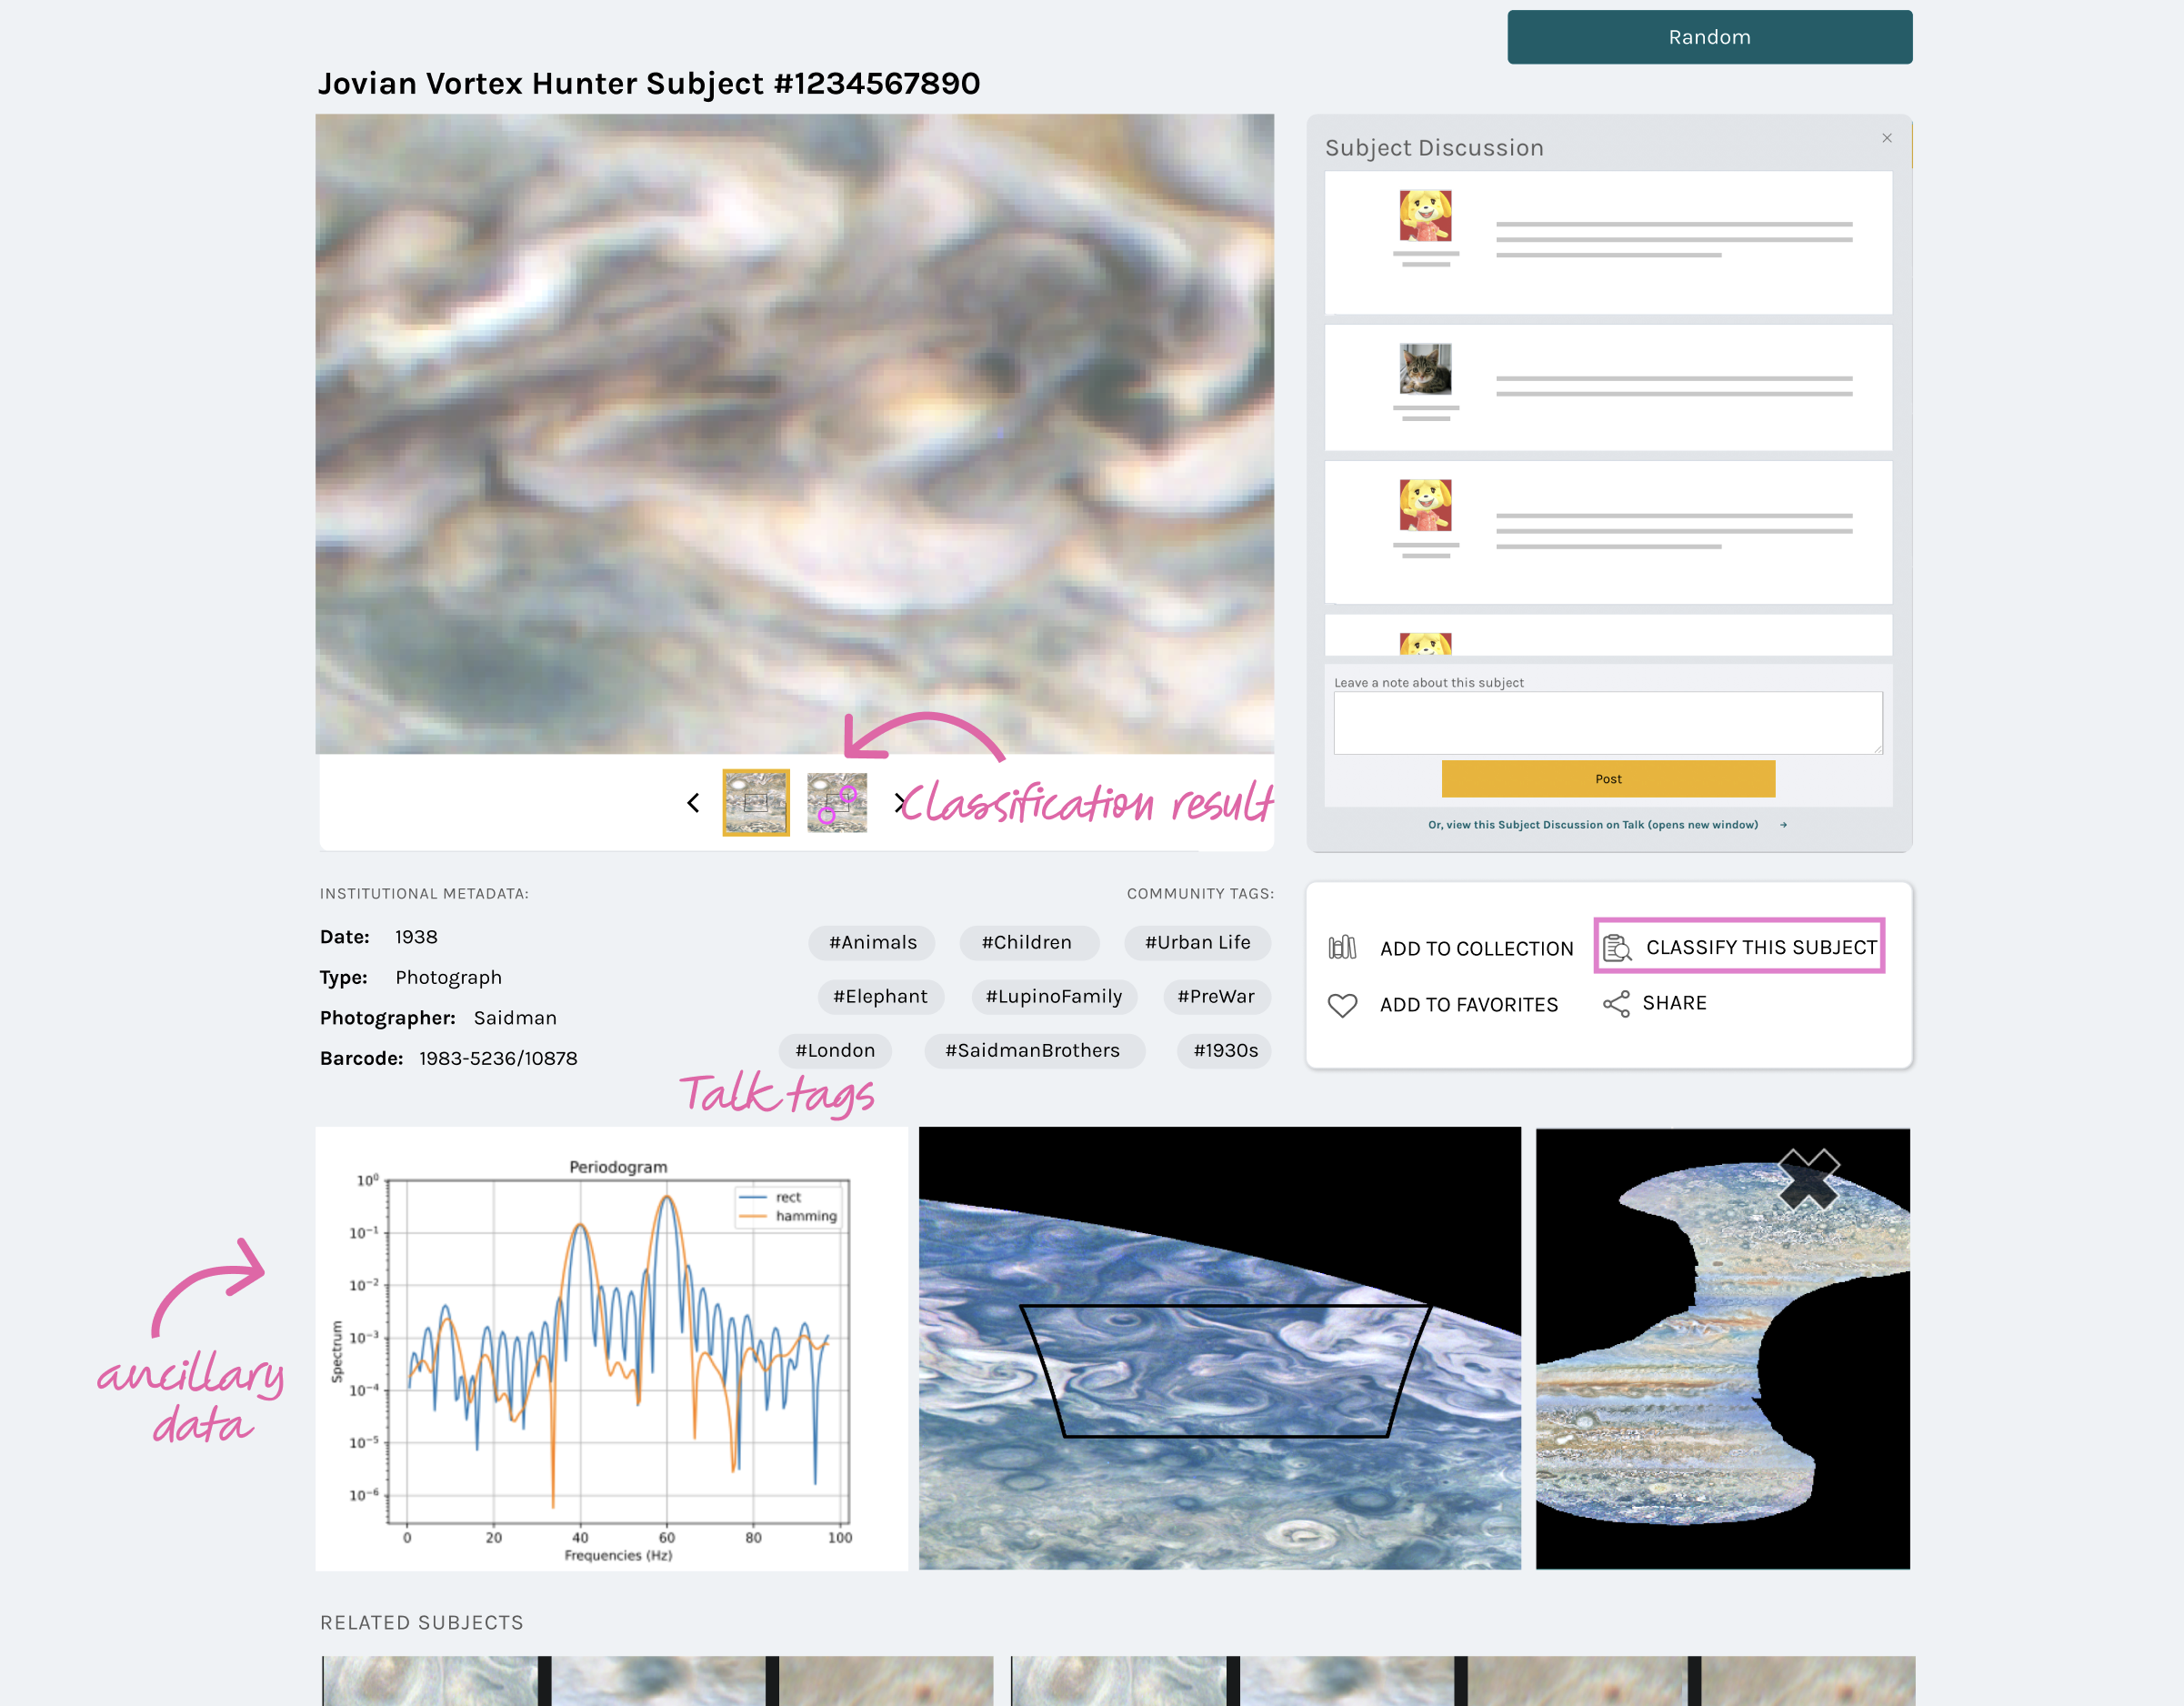 Random
Jovian Vortex Hunter Subject #1234567890
Subject Discussion
Leave a note about this subject
Post
Or, view this Subject Discussion on Talk (opens new window) →
Classification result
INSTITUTIONAL METADATA:
Date: 1938
Type: Photograph
Photographer: Saidman
Barcode: 1983-5236/10878
COMMUNITY TAGS:
#Animals #Children #Urban Life
#Elephant #LupinoFamily #PreWar
#London #SaidmanBrothers #1930s
Talk tags
ADD TO COLLECTION CLASSIFY THIS SUBJECT
ADD TO FAVORITES SHARE
ancillary
data
Periodogram
rect
hamming
Spectrum
10⁰
10⁻¹
10⁻²
10⁻³
10⁻⁴
10⁻⁵
10⁻⁶
0 20 40 60 80 100
Frequencies (Hz)
RELATED SUBJECTS